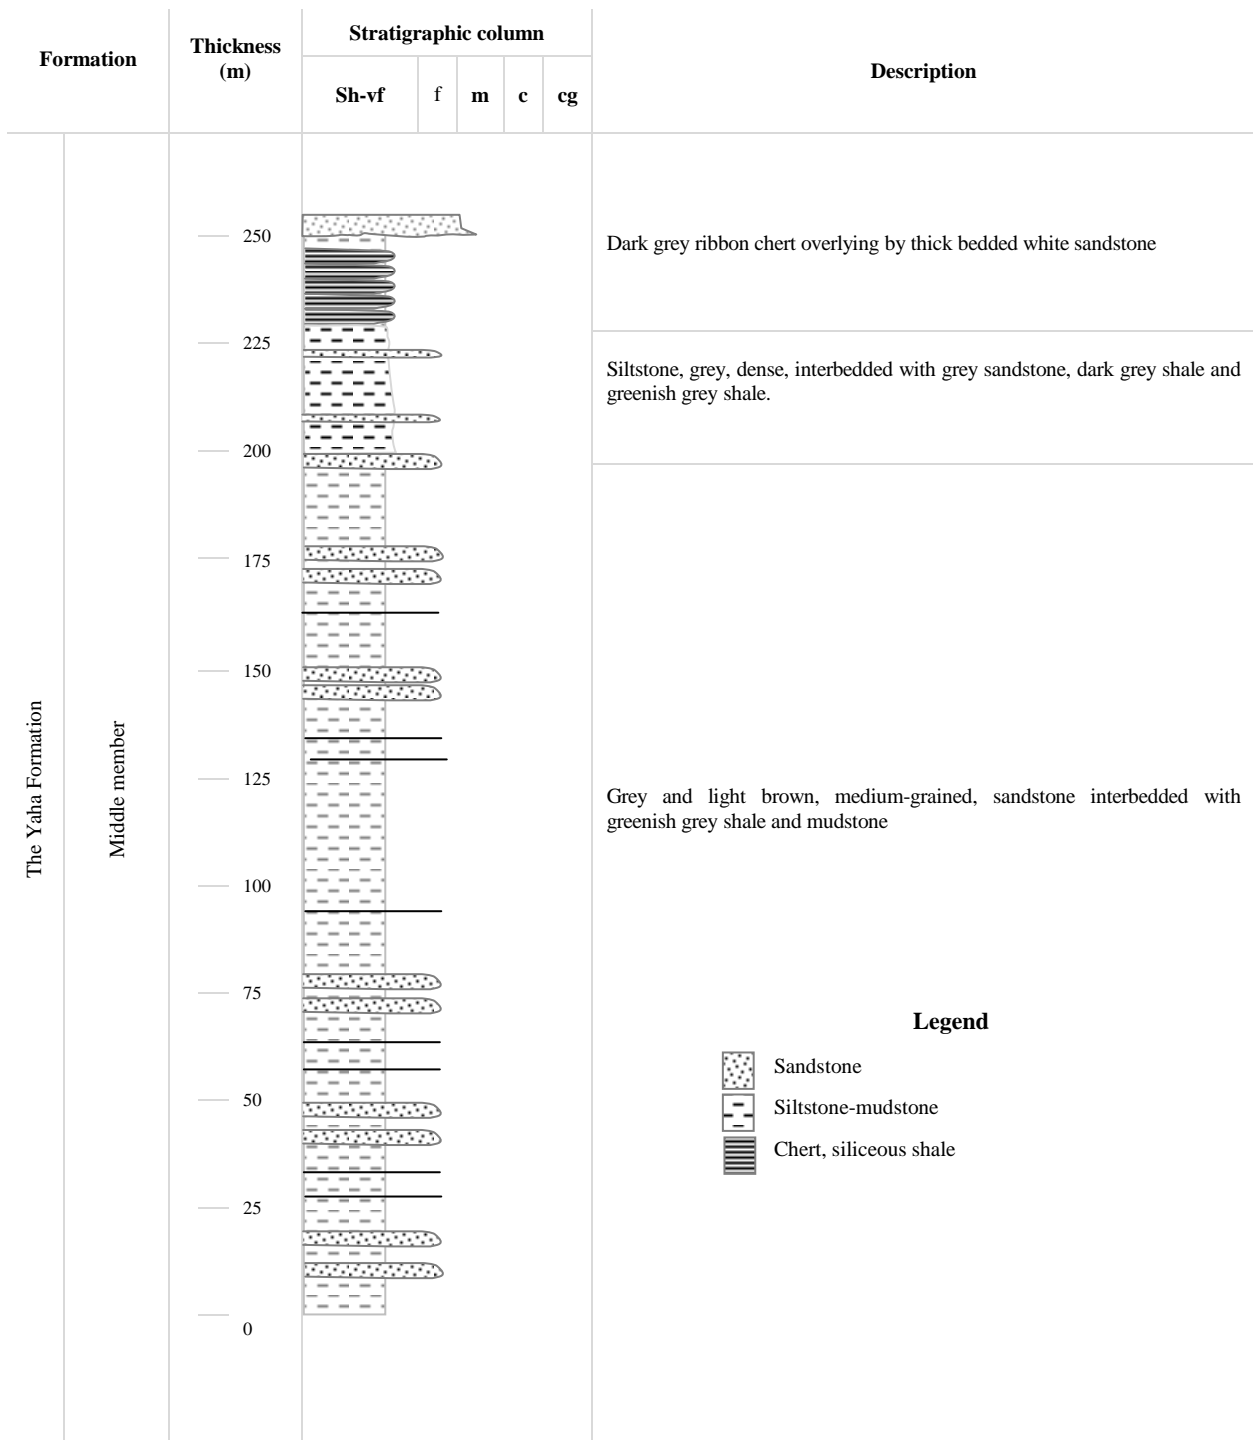 Formation
Thickness
(m)
Stratigraphic column
Sh-vf
f
m
c
cg
Description
250
225
200
175
150
125
100
75
50
25
0
The Yaha Formation
Middle member
Dark grey ribbon chert overlying by thick bedded white sandstone
Siltstone, grey, dense, interbedded with grey sandstone, dark grey shale and
greenish grey shale.
Grey and light brown, medium-grained, sandstone interbedded with
greenish grey shale and mudstone
Legend
Sandstone
Siltstone-mudstone
Chert, siliceous shale